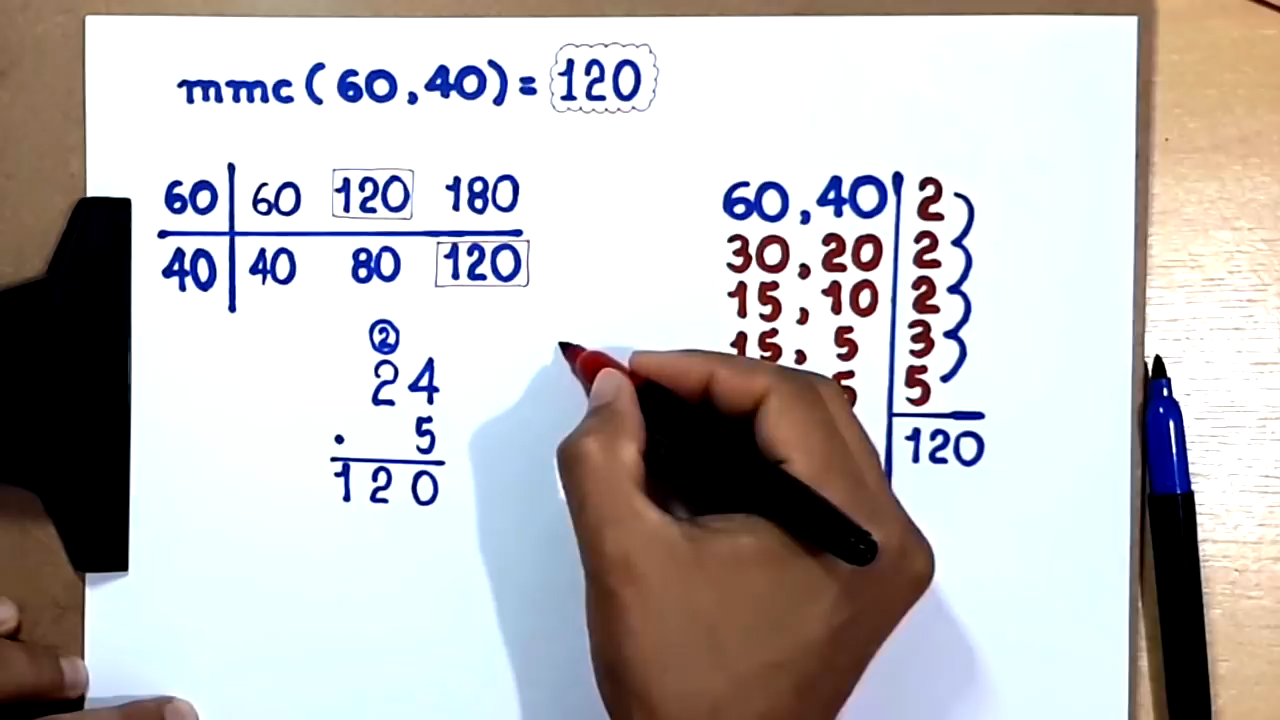 mmc(60,40)=120
60 | 60 120 180
40 | 40 80 120
2
24
. 5
120
60,40 | 2
30,20 | 2
15,10 | 2
15, 5 | 3
5 | 5
120